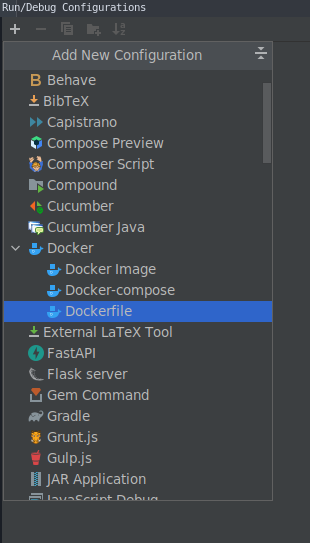 Run/Debug Configurations
Add New Configuration
Behave
BibTeX
Capistrano
Compose Preview
Composer Script
Compound
Cucumber
Cucumber Java
Docker
Docker Image
Docker-compose
Dockerfile
External LaTeX Tool
FastAPI
Flask server
Gem Command
Gradle
Grunt.js
Gulp.js
JAR Application
JavaScript Debug